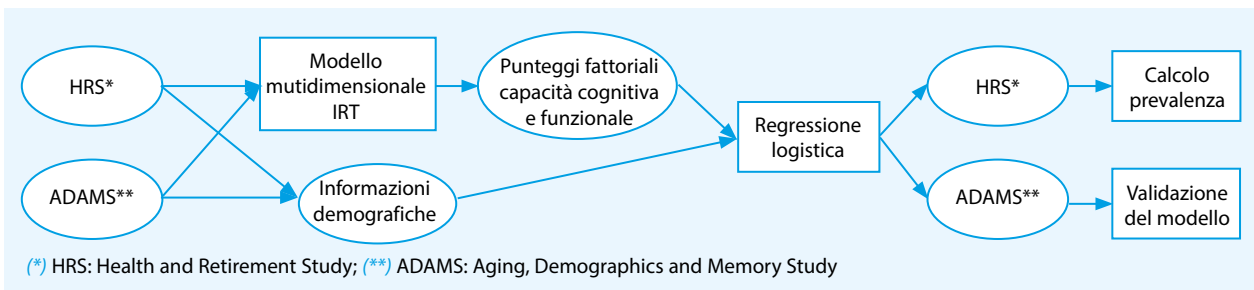 HRS*
ADAMS**
Modello
mutidimensionale
IRT
Informazioni
demografiche
Punteggi fattoriali
capacità cognitiva
e funzionale
Regressione
logistica
HRS*
ADAMS**
Calcolo
prevalenza
Validazione
del modello
(*) HRS: Health and Retirement Study; (**) ADAMS: Aging, Demographics and Memory Study